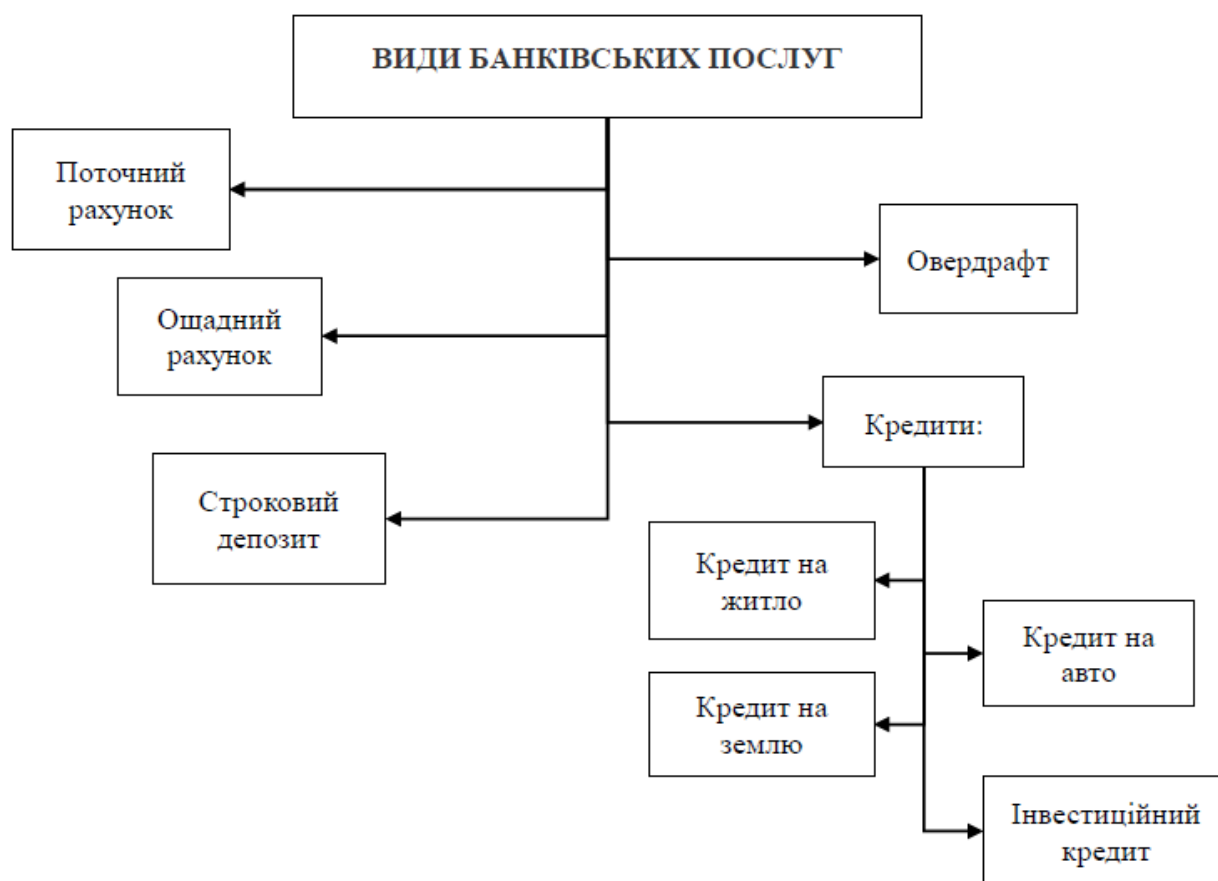 ВИДИ БАНКІВСЬКИХ ПОСЛУГ
Поточний
рахунок
Овердрафт
Ощадний
рахунок
Кредити:
Строковий
депозит
Кредит на
житло
Кредит на
авто
Кредит на
землю
Інвестиційний
кредит